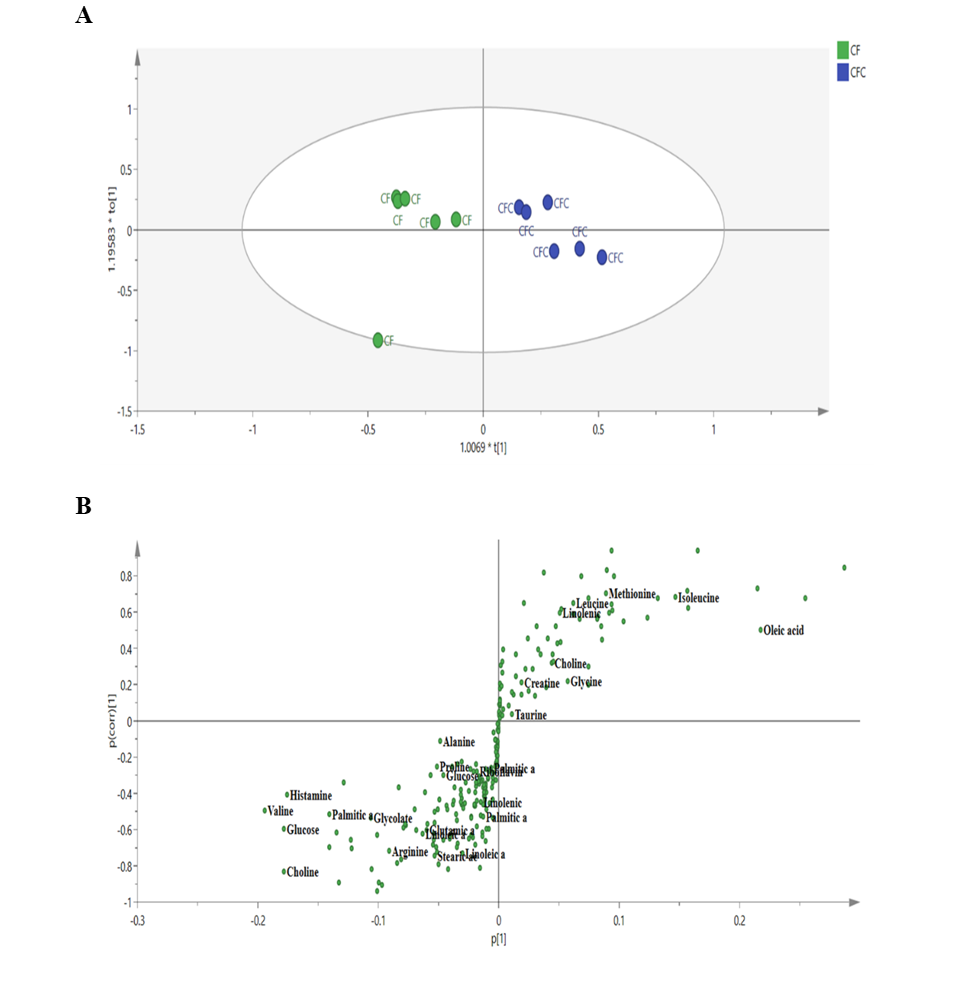 A
CF
CFC
1
0.5
0
-0.5
-1
-1.5
1.19583 * to[1]
CF CF
CF
CF CF
CFC CFC
CFC CFC
CFC CFC
CF
-1.5 -1 -0.5 0 0.5 1
1.0069 * t[1]
B
0.8
0.6
0.4
0.2
0
-0.2
-0.4
-0.6
-0.8
-1
p(corr)[1]
Methionine
Isoleucine
Leucine
Linolenic
Oleic acid
Choline
Glycine
Creatine
Taurine
Alanine
Proline Palmitic a
Glucose
Histamine
Linolenic
Valine
Palmitic a Glycolate Palmitic a
Glucose Glutamic a
Arginine
Stearic ac Linoleic a
Choline
-0.3 -0.2 -0.1 0 0.1 0.2
p[1]